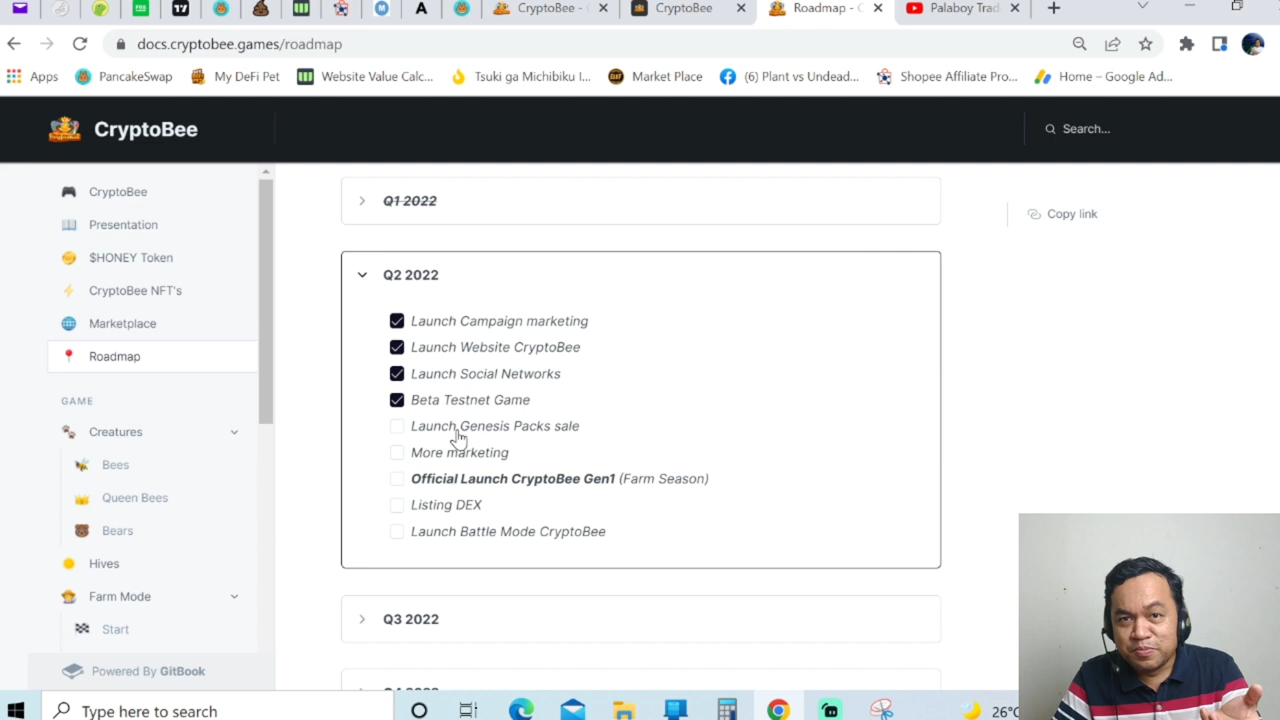 CryptoBee -
CryptoBee
Roadmap - C
Palaboy Trad
docs.cryptobee.games/roadmap
Apps
PancakeSwap
My DeFi Pet
Website Value Calc...
Tsuki ga Michibiku I...
Market Place
(6) Plant vs Undead...
Shopee Affiliate Pro...
Home – Google Ad...
CryptoBee
Search...
CryptoBee
Presentation
$HONEY Token
CryptoBee NFT's
Marketplace
Roadmap
GAME
Creatures
Bees
Queen Bees
Bears
Hives
Farm Mode
Start
Powered By GitBook
Q1 2022
Q2 2022
Launch Campaign marketing
Launch Website CryptoBee
Launch Social Networks
Beta Testnet Game
Launch Genesis Packs sale
More marketing
Official Launch CryptoBee Gen1 (Farm Season)
Listing DEX
Launch Battle Mode CryptoBee
Q3 2022
Copy link
Type here to search
26°C